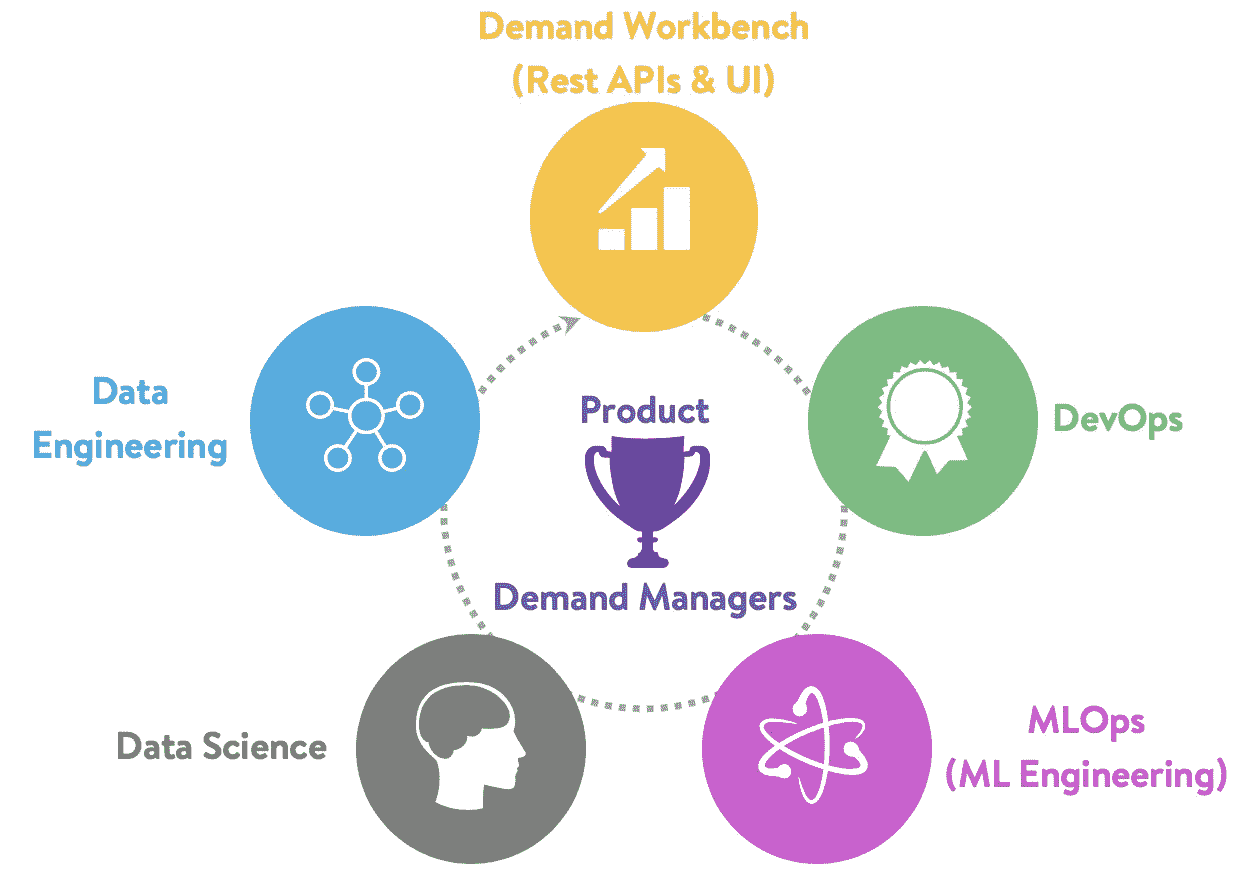 Demand Workbench
(Rest APIs & UI)
Data
Engineering
Product
DevOps
Demand Managers
Data Science
MLOps
(ML Engineering)